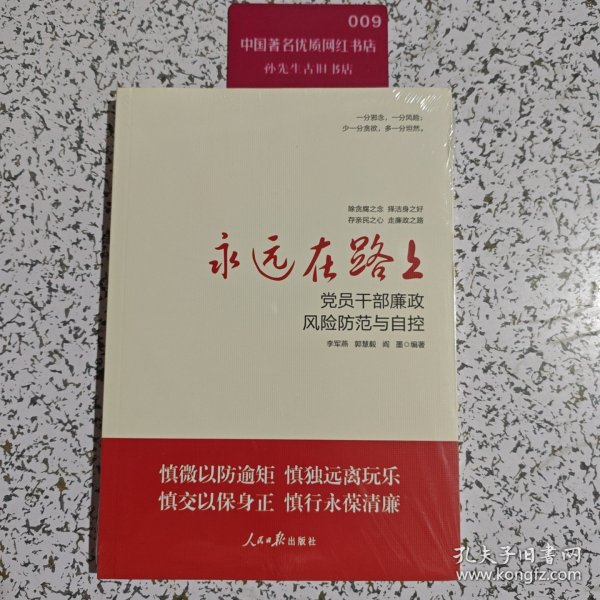 009
中国著名优质网红书店
孙先生古旧书店
一分邪念，一分风险；
少一分贪欲，多一分坦然。
除贪腐之念 择洁身之好
存亲民之心 走廉政之路
永远在路上
党员干部廉政
风险防范与自控
李军燕 郭慧毅 阎 墨◎编著
慎微以防逾矩 慎独远离玩乐
慎交以保身正 慎行永葆清廉
人民日报出版社
孔夫子旧书网
www.kongfz.com